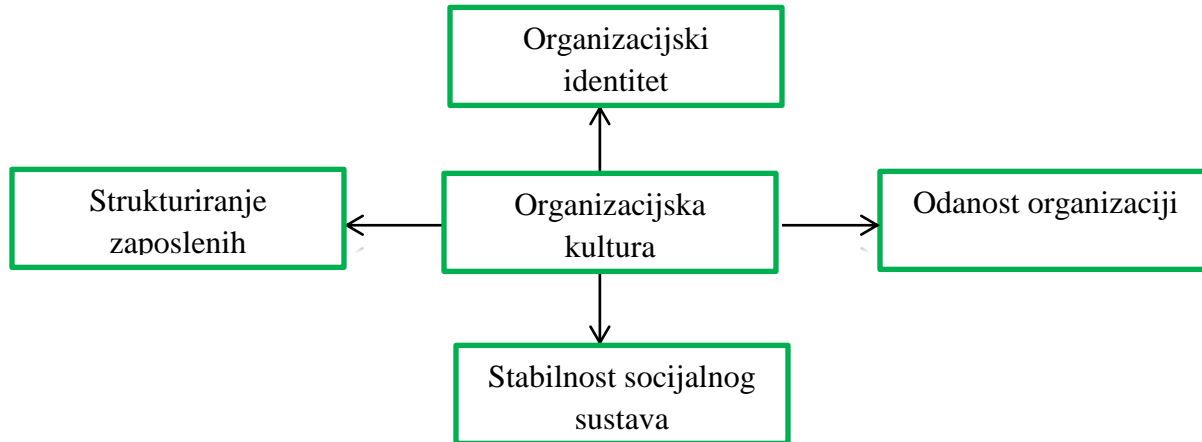 Organizacijski
identitet
Strukturiranje
zaposlenih
Organizacijska
kultura
Odanost organizaciji
Stabilnost socijalnog
sustava